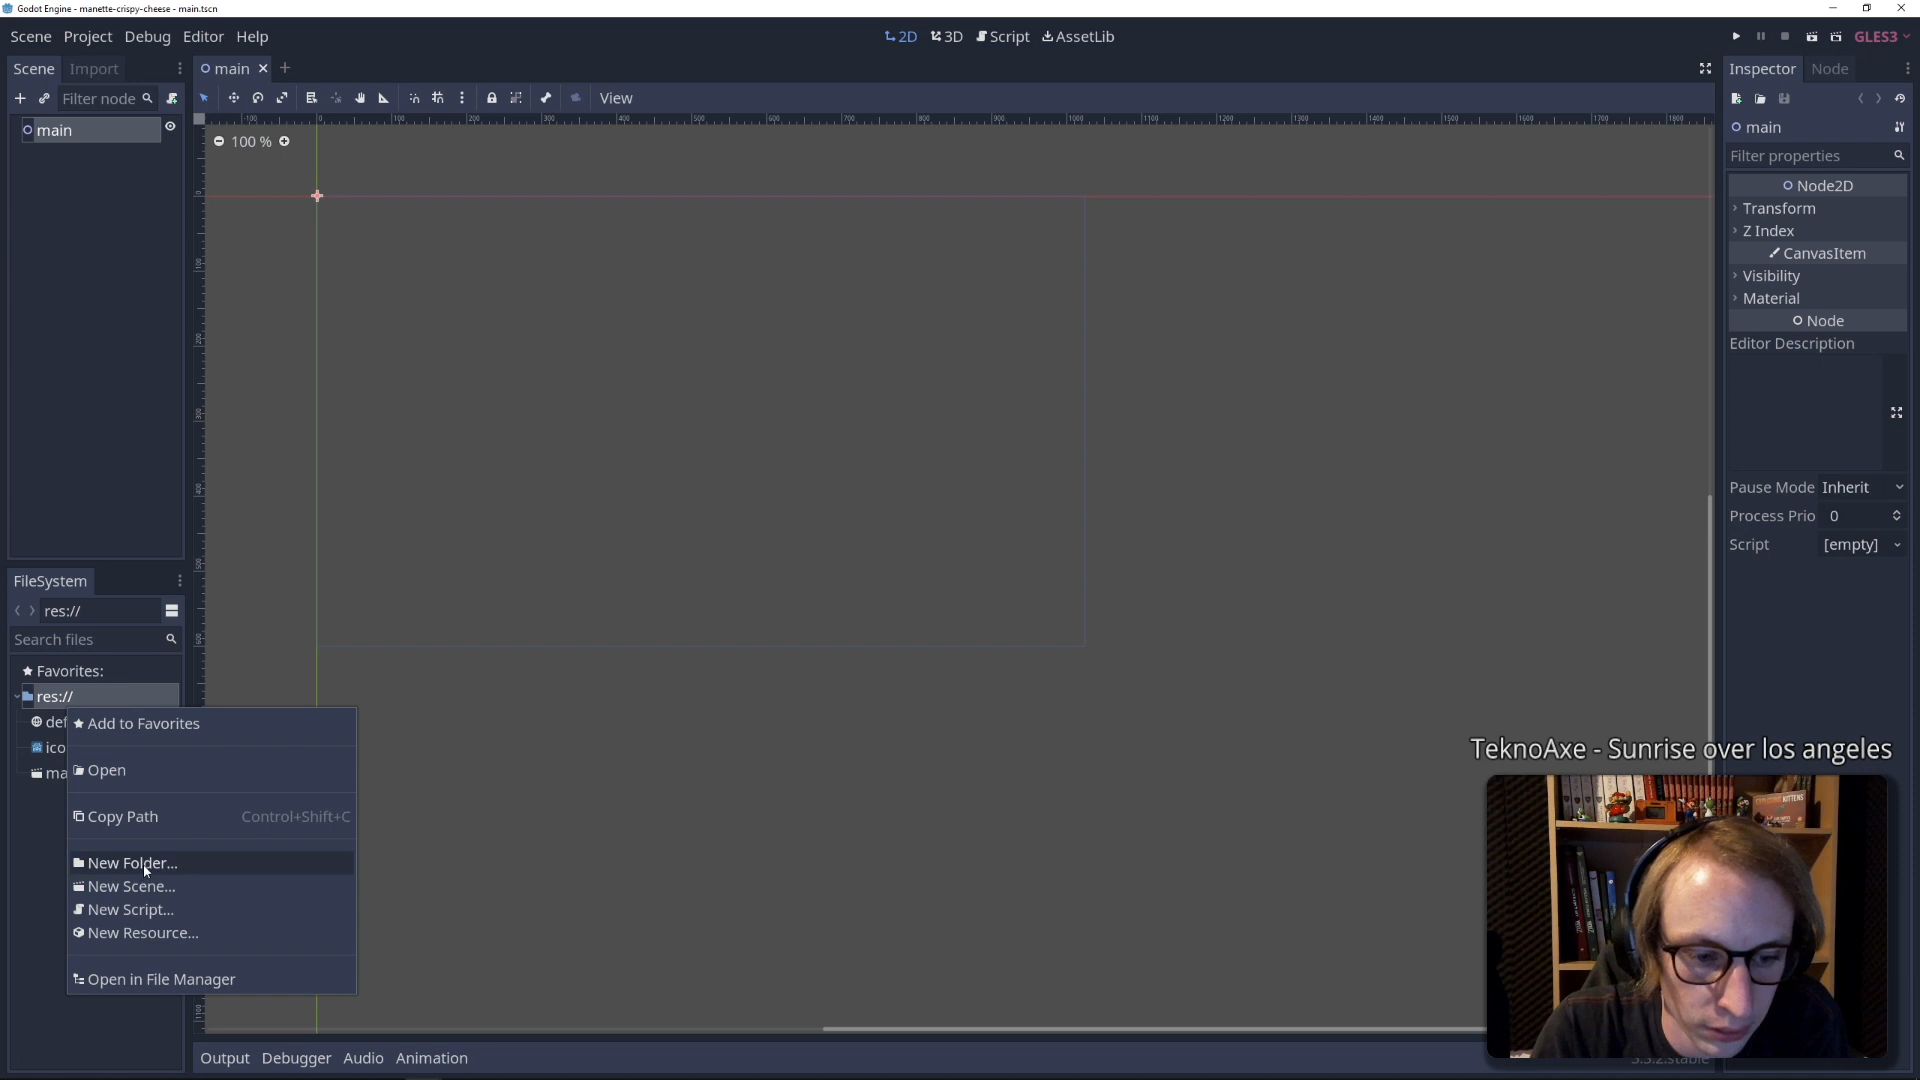 Godot Engine - manette-crispy-cheese - main.tscn
Scene Project Debug Editor Help
2D 3D Script AssetLib
GLES3
Scene Import
main
Inspector Node
Filter node
View
main
main
100 %
Filter properties
Node2D
Transform
Z Index
CanvasItem
Visibility
Material
Node
Editor Description
Pause Mode Inherit
Process Prio 0
Script [empty]
FileSystem
res://
Search files
Favorites:
res://
def
ico
ma
Add to Favorites
Open
Copy Path Control+Shift+C
New Folder...
New Scene...
New Script...
New Resource...
Open in File Manager
TeknoAxe - Sunrise over los angeles
Output Debugger Audio Animation
3.3.2.stable